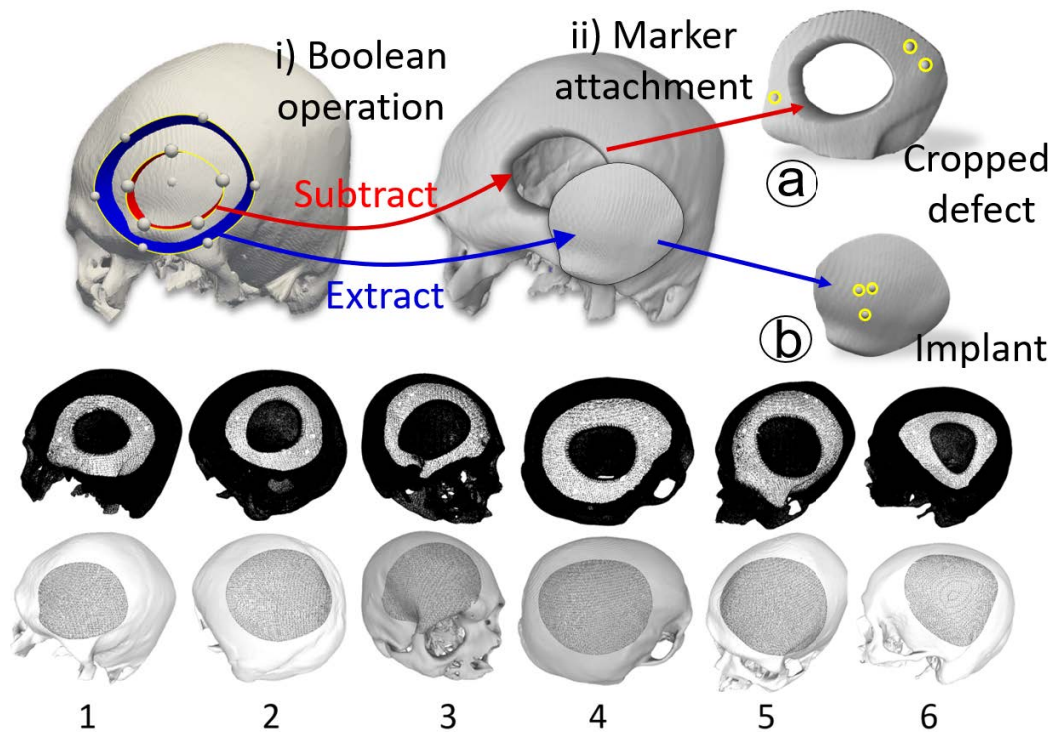 i) Boolean
operation
ii) Marker
attachment
Subtract
Extract
a
Cropped
defect
b
Implant
1 2 3 4 5 6